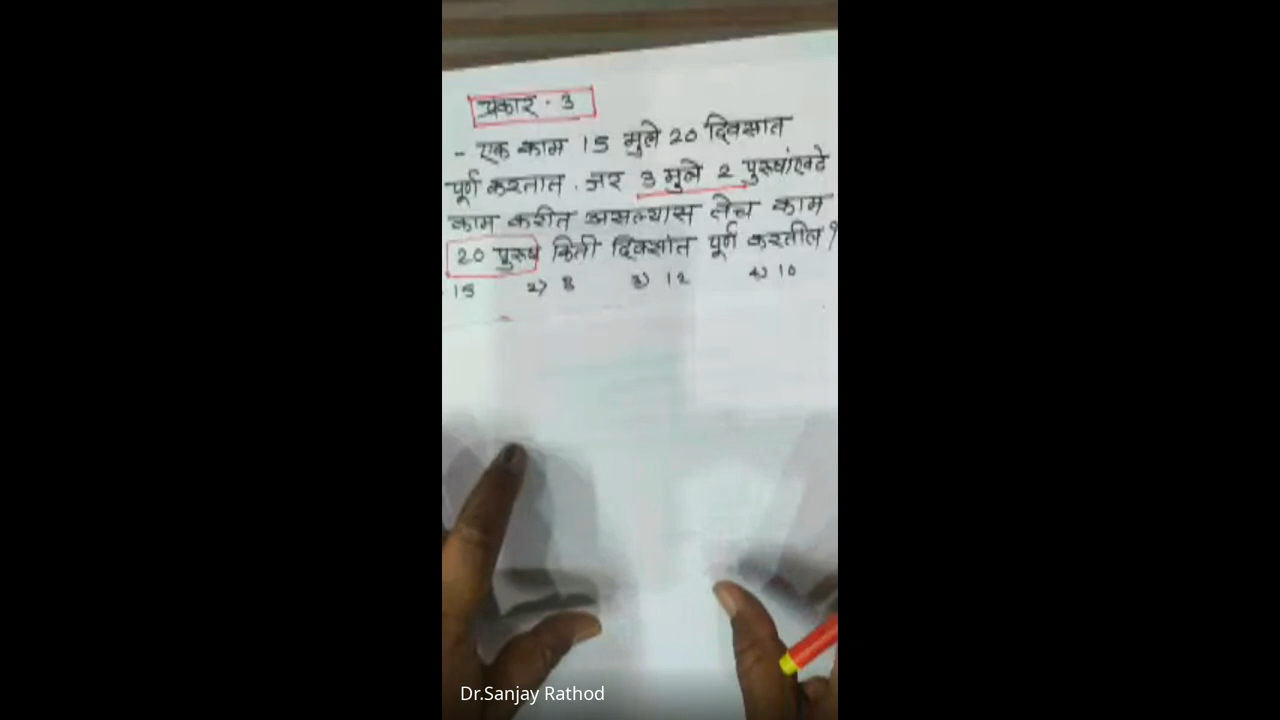 प्रकार - 3
- एक काम 15 मुले 20 दिवसात
पूर्ण करतात. जर 3 मुले 2 पुरूषांएवढे
काम करीत असल्यास तेच काम
20 पुरूष किती दिवसांत पूर्ण करतील ?
15 2) 8 3) 12 4) 10
Dr.Sanjay Rathod